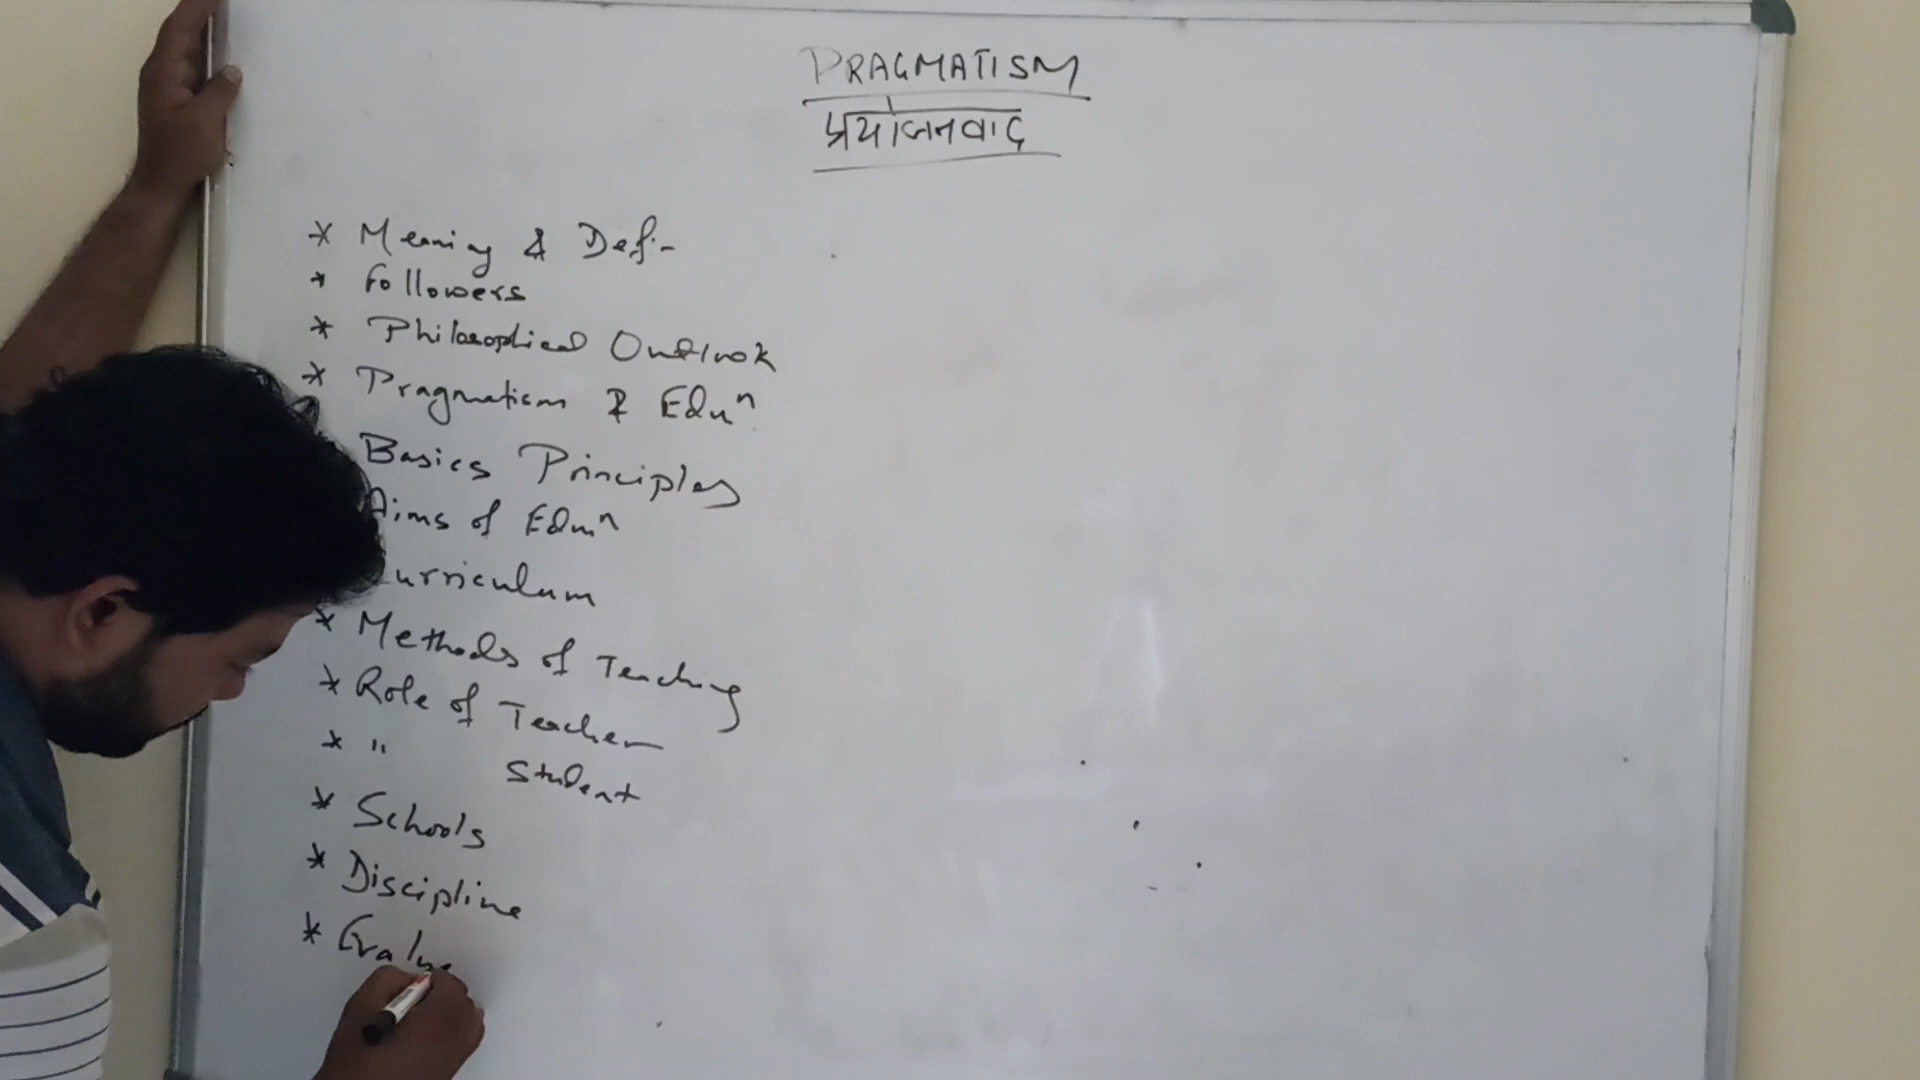 PRAGMATISM
प्रयोजनवाद
* Meaning & Defi-
* Followers
* Philosophical Outlook
* Pragmatism & Eduⁿ
Basics Principles
Aims of Eduⁿ
urriculum
* Methods of Teaching
* Role of Teacher
* " Student
* Schools
* Discipline
* Evalu